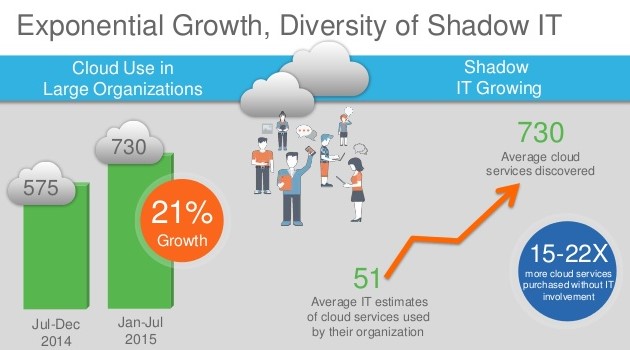 Exponential Growth, Diversity of Shadow IT
Cloud Use in
Large Organizations
Shadow
IT Growing
575
730
21%
Growth
Jul-Dec
2014
Jan-Jul
2015
730
Average cloud
services discovered
51
Average IT estimates
of cloud services used
by their organization
15-22X
more cloud services
purchased without IT
involvement